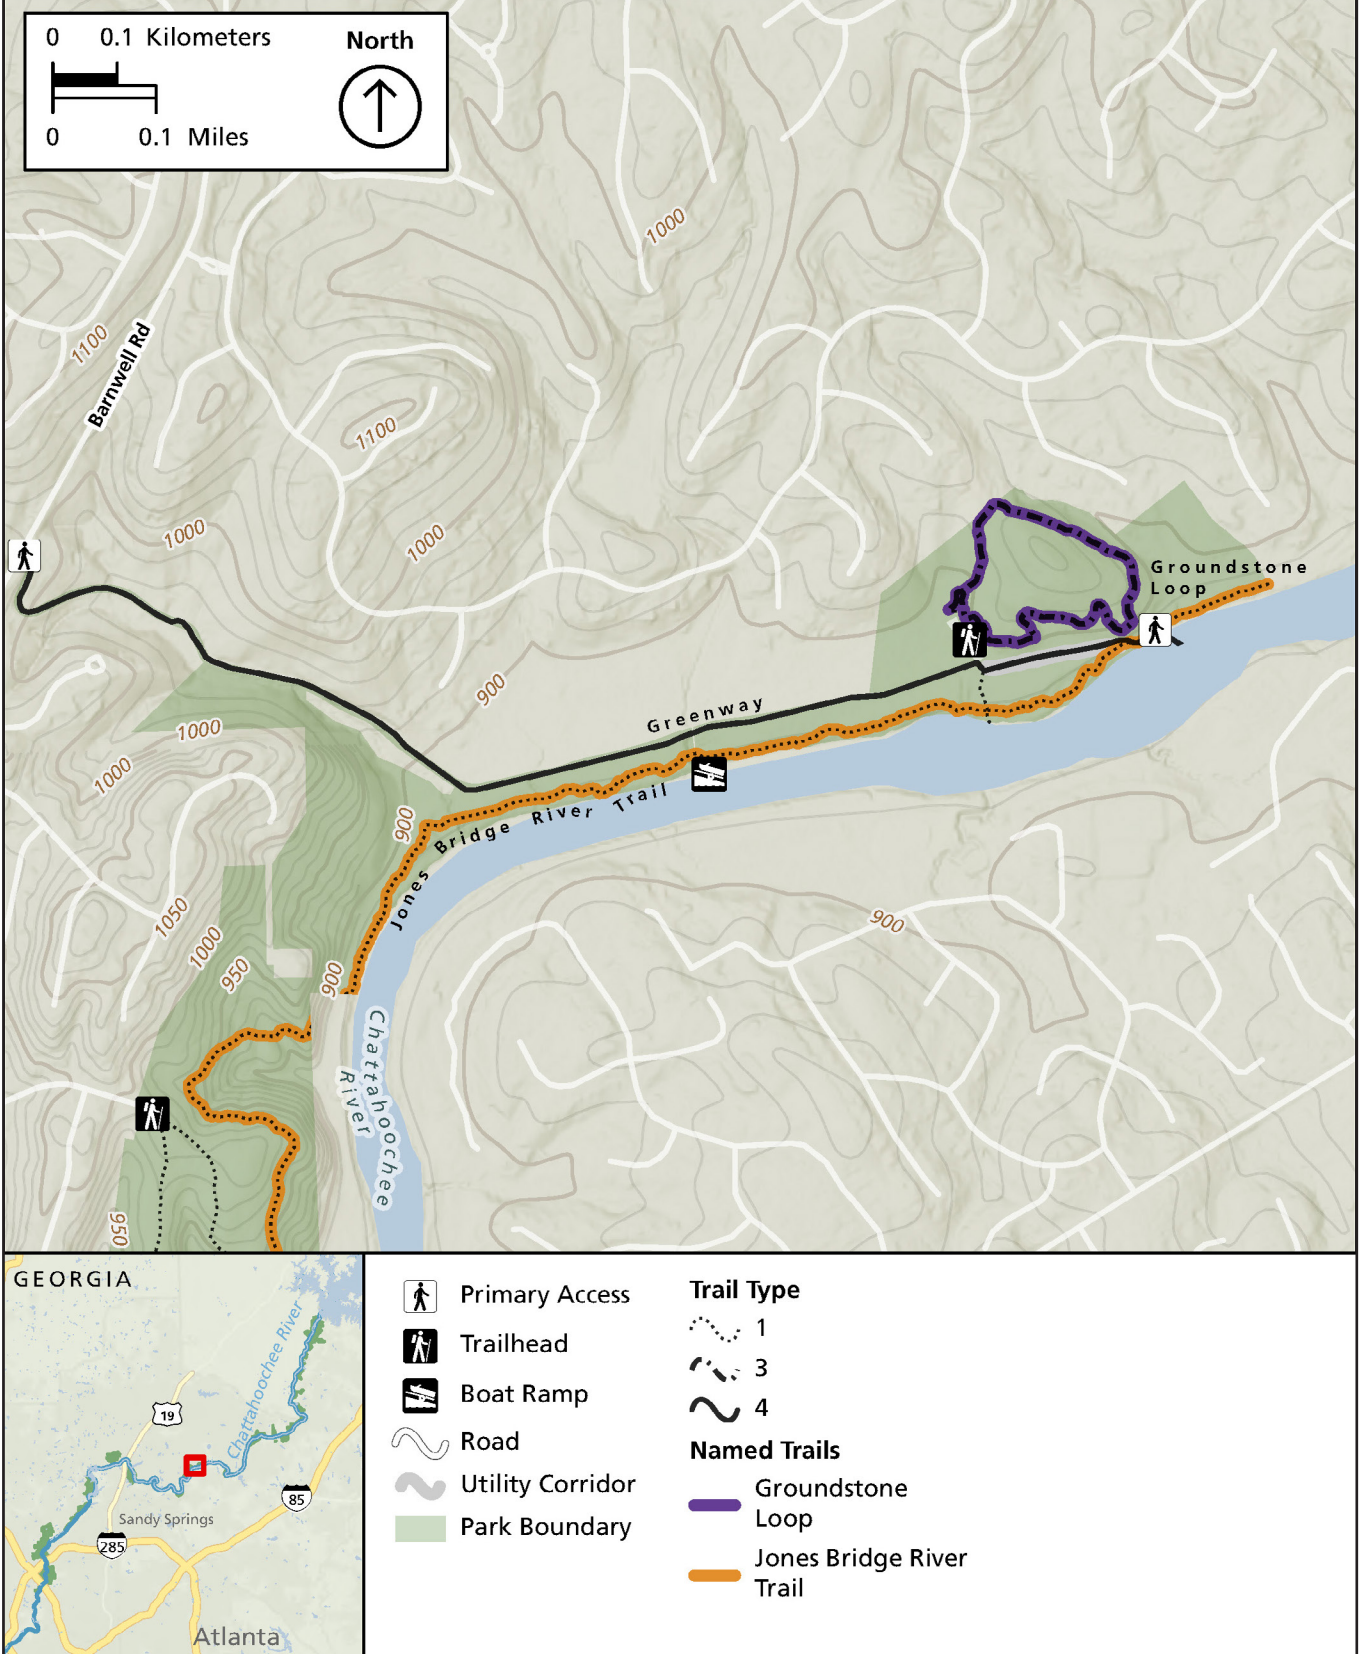 0 0.1 Kilometers
0 0.1 Miles
North
1000
1100
Barnwell Rd
1100
1000
1000
Groundstone
Loop
900
Greenway
1000
1000
900
Jones Bridge River Trail
1050
1000
950
900
900
Chattahoochee
River
950
GEORGIA
Chattahoochee River
19
85
Sandy Springs
285
Atlanta
Primary Access
Trailhead
Boat Ramp
Road
Utility Corridor
Park Boundary
Trail Type
1
3
4
Named Trails
Groundstone
Loop
Jones Bridge River
Trail